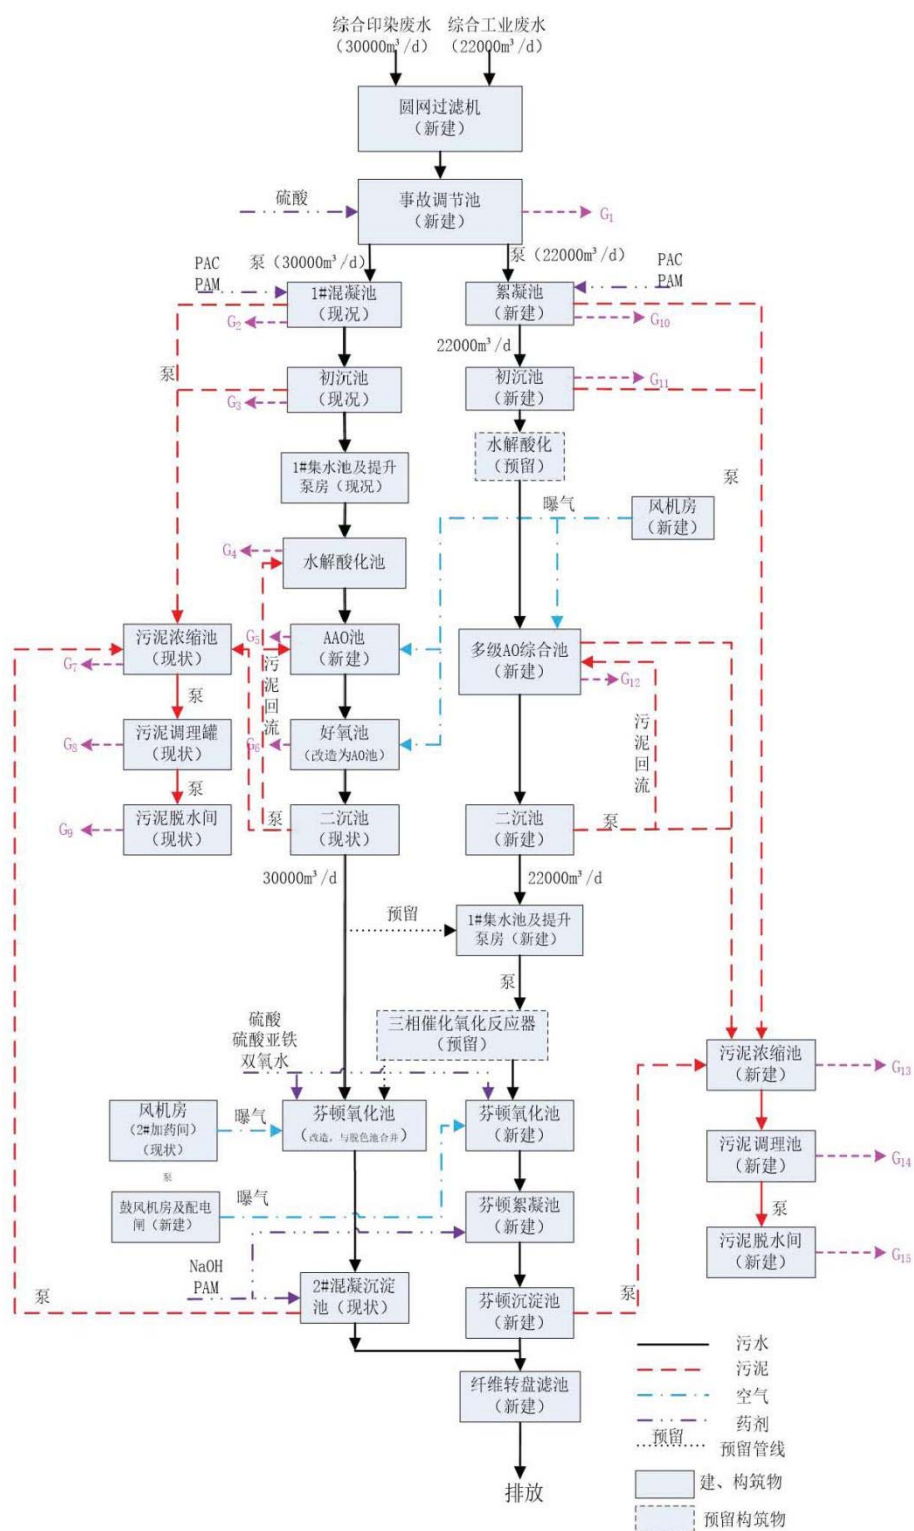 综合印染废水
（30000m³/d）
综合工业废水
（22000m³/d）
圆网过滤机
（新建）
硫酸
事故调节池
（新建）
G1
泵（30000m³/d）
泵（22000m³/d）
PAC
PAM
1#混凝池
（现况）
G2
絮凝池
（新建）
PAC
PAM
G10
22000m³/d
泵
初沉池
（现况）
G3
初沉池
（新建）
G11
1#集水池及提升
泵房（现况）
水解酸化
（预留）
泵
曝气
风机房
（新建）
G4
水解酸化池
污泥浓缩池
（现状）
G7
G5
AAO池
（新建）
多级AO综合池
（新建）
G12
污泥回流
污泥回流
泵
污泥调理罐
（现状）
G8
G6
好氧池
（改造为AO池）
泵
污泥脱水间
（现状）
G9
泵
二沉池
（现状）
二沉池
（新建）
泵
30000m³/d
22000m³/d
预留
1#集水池及提升
泵房（新建）
泵
硫酸
硫酸亚铁
双氧水
三相催化氧化反应器
（预留）
污泥浓缩池
（新建）
G13
风机房
（2#加药间）
（现状）
曝气
芬顿氧化池
（改造，与脱色池合并）
芬顿氧化池
（新建）
污泥调理池
（新建）
G14
泵
鼓风机房及配电
闸（新建）
曝气
芬顿絮凝池
（新建）
泵
污泥脱水间
（新建）
G15
NaOH
PAM
泵
2#混凝沉淀
池（现状）
芬顿沉淀池
（新建）
泵
纤维转盘滤池
（新建）
排放
污水
污泥
空气
药剂
预留
预留管线
建、构筑物
预留构筑物